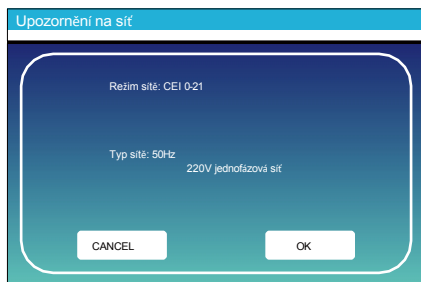 Upozornění na síť
Režim sítě: CEI 0-21
Typ sítě: 50Hz
220V jednofázová síť
CANCEL
OK